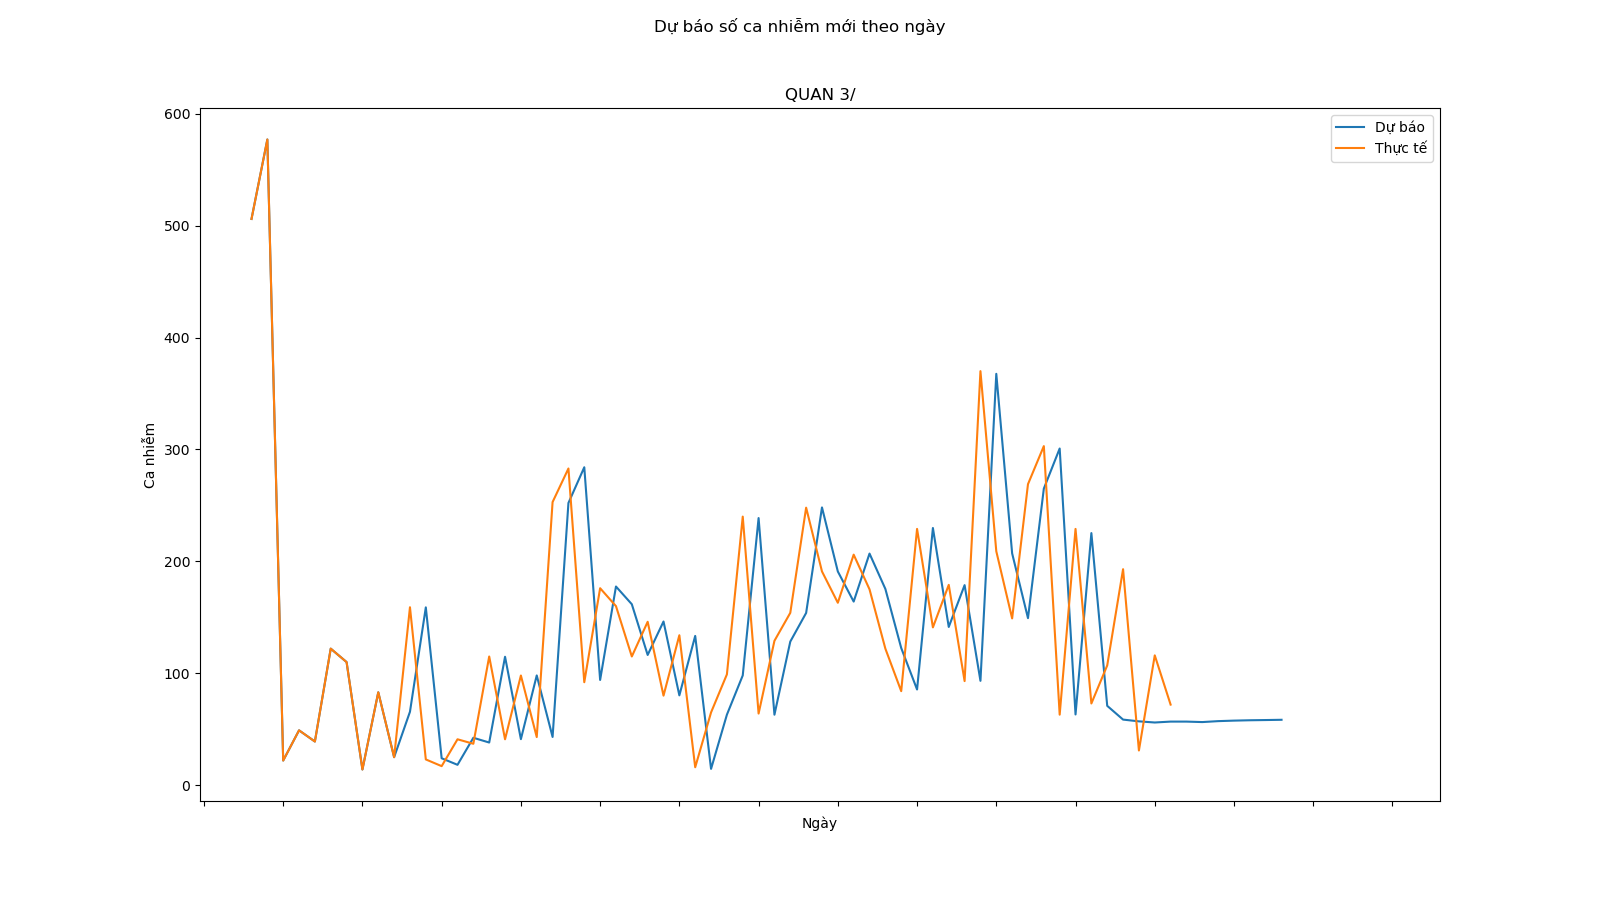 Dự báo số ca nhiễm mới theo ngày
QUAN 3/
Dự báo
Thực tế
600
500
400
300
200
100
0
Ca nhiễm
Ngày